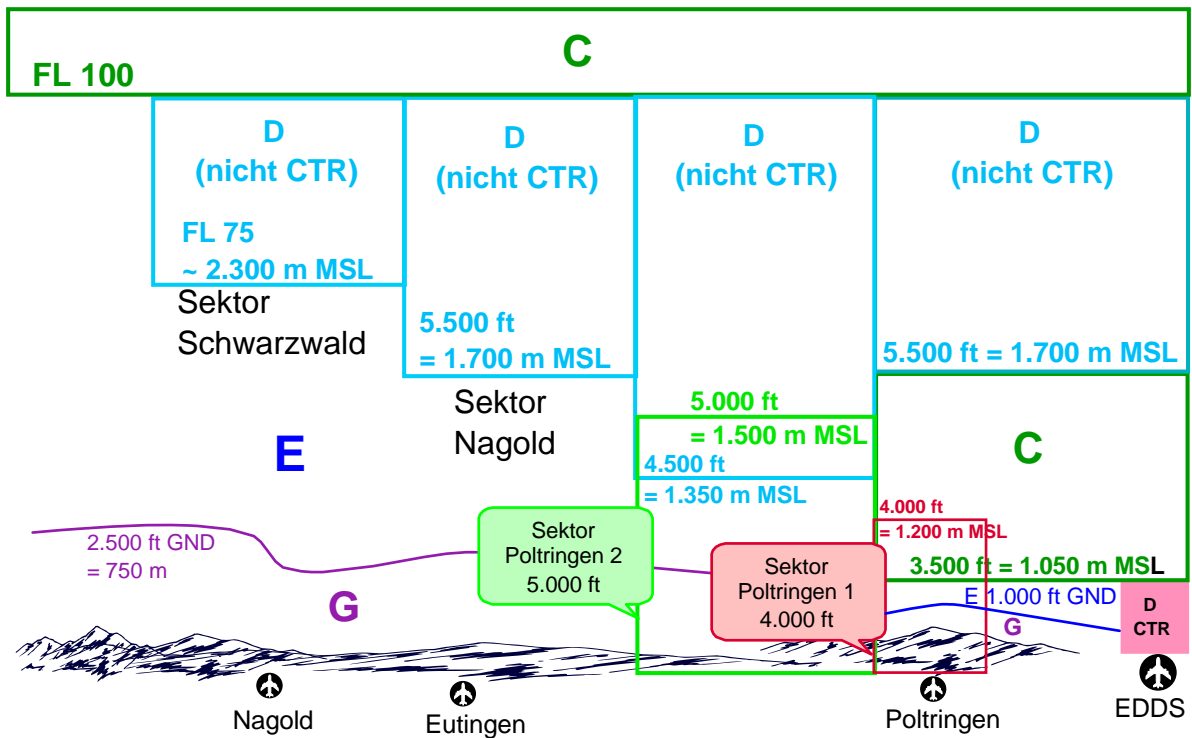 C
FL 100
D
(nicht CTR)
D
(nicht CTR)
D
(nicht CTR)
D
(nicht CTR)
FL 75
~ 2.300 m MSL
Sektor
Schwarzwald
5.500 ft
= 1.700 m MSL
Sektor
Nagold
5.500 ft = 1.700 m MSL
5.000 ft
= 1.500 m MSL
4.500 ft
= 1.350 m MSL
E
C
4.000 ft
= 1.200 m MSL
3.500 ft = 1.050 m MSL
2.500 ft GND
= 750 m
Sektor
Poltringen 2
5.000 ft
Sektor
Poltringen 1
4.000 ft
E 1.000 ft GND
D
CTR
G
G
Nagold
Eutingen
Poltringen
EDDS